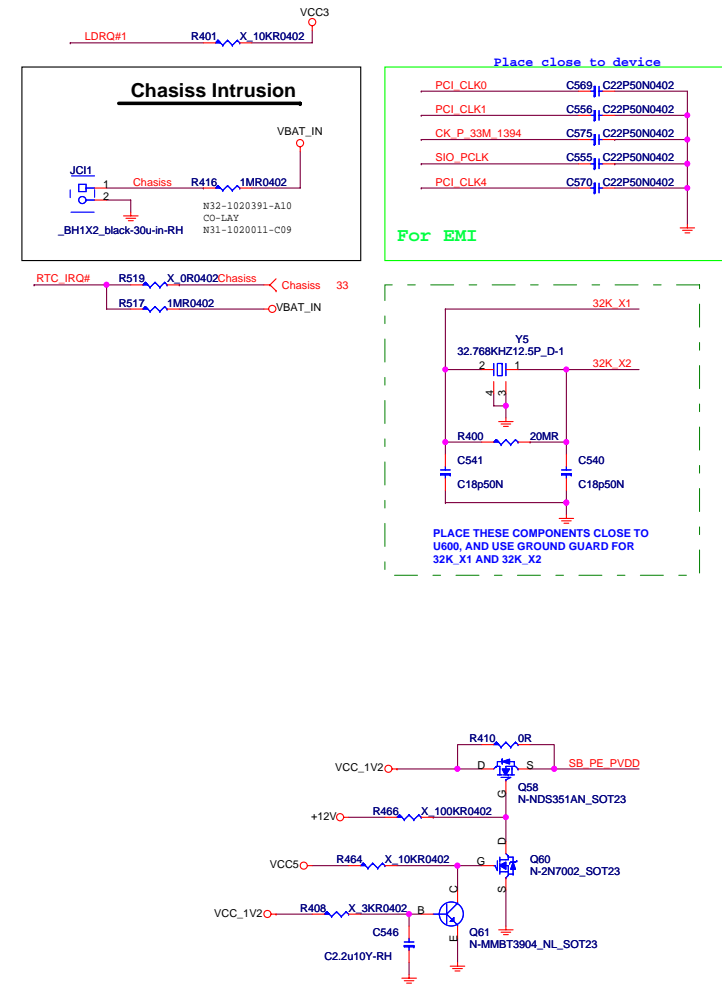 VCC3
LDRQ#1
R401
X_10KR0402
Chasiss Intrusion
VBAT_IN
JCI1
1
2
Chasiss
R416
1MR0402
_BH1X2_black-30u-in-RH
N32-1020391-A10
CO-LAY
N31-1020011-C09
Place close to device
PCI_CLK0
C569
C22P50N0402
PCI_CLK1
C556
C22P50N0402
CK_P_33M_1394
C575
C22P50N0402
SIO_PCLK
C555
C22P50N0402
PCI_CLK4
C570
C22P50N0402
For EMI
RTC_IRQ#
R519
X_0R0402
Chasiss
Chasiss 33
R517
1MR0402
VBAT_IN
32K_X1
Y5
32.768KHZ12.5P_D-1
2
1
32K_X2
4
3
R400
20MR
C541
C18p50N
C540
C18p50N
PLACE THESE COMPONENTS CLOSE TO
U600, AND USE GROUND GUARD FOR
32K_X1 AND 32K_X2
R410
0R
VCC_1V2
D
S
SB_PE_PVDD
G
Q58
N-NDS351AN_SOT23
+12V
R466
X_100KR0402
D
VCC5
R464
X_10KR0402
G
Q60
N-2N7002_SOT23
S
C
VCC_1V2
R408
X_3KR0402
B
E
Q61
N-MMBT3904_NL_SOT23
C546
C2.2u10Y-RH